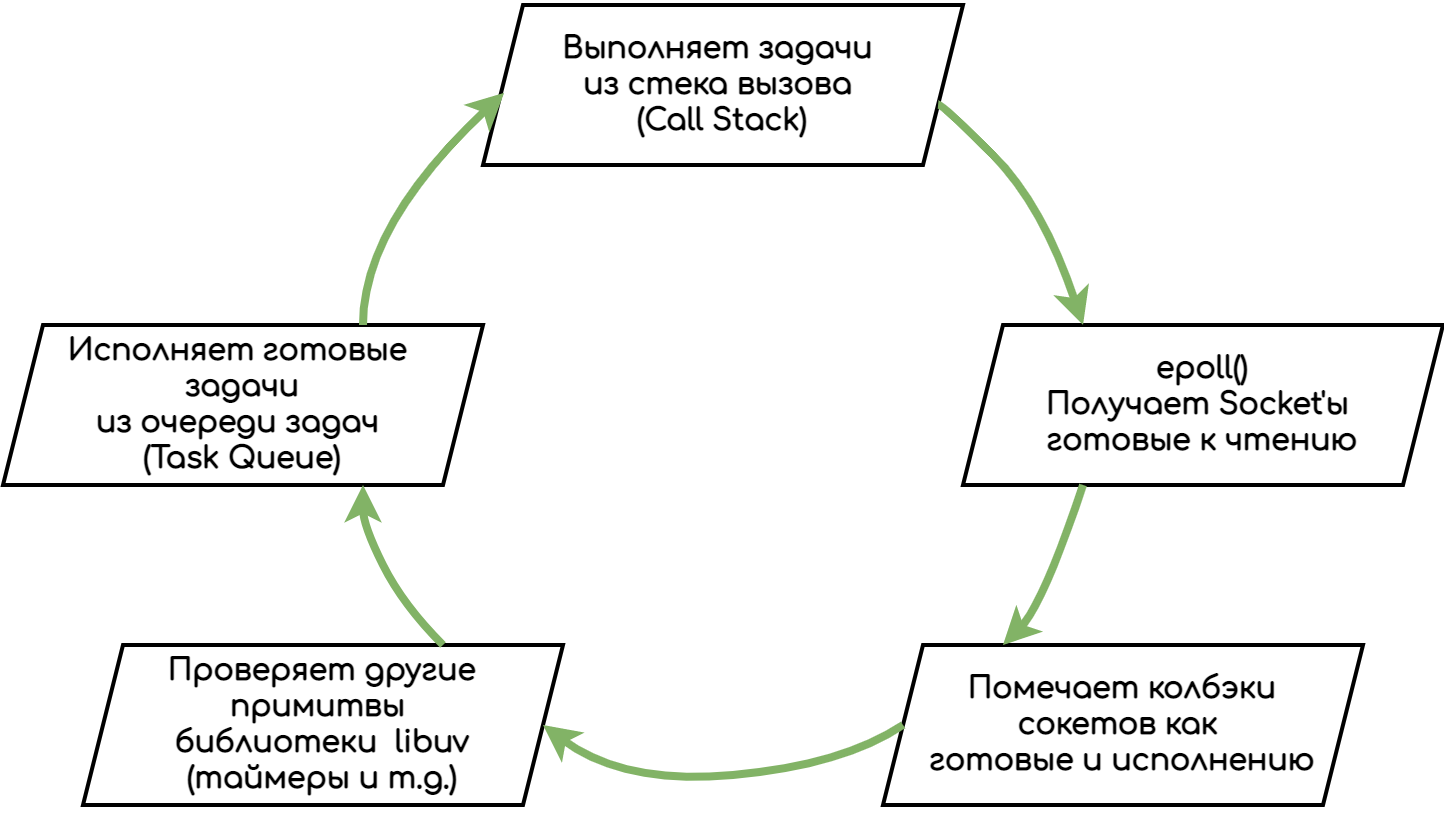 Выполняет задачи
из стека вызова
(Call Stack)
epoll()
Получает Socket'ы
готовые к чтению
Помечает колбэки
сокетов как
готовые и исполнению
Проверяет другие
примитвы
библиотеки libuv
(таймеры и т.д.)
Исполняет готовые
задачи
из очереди задач
(Task Queue)